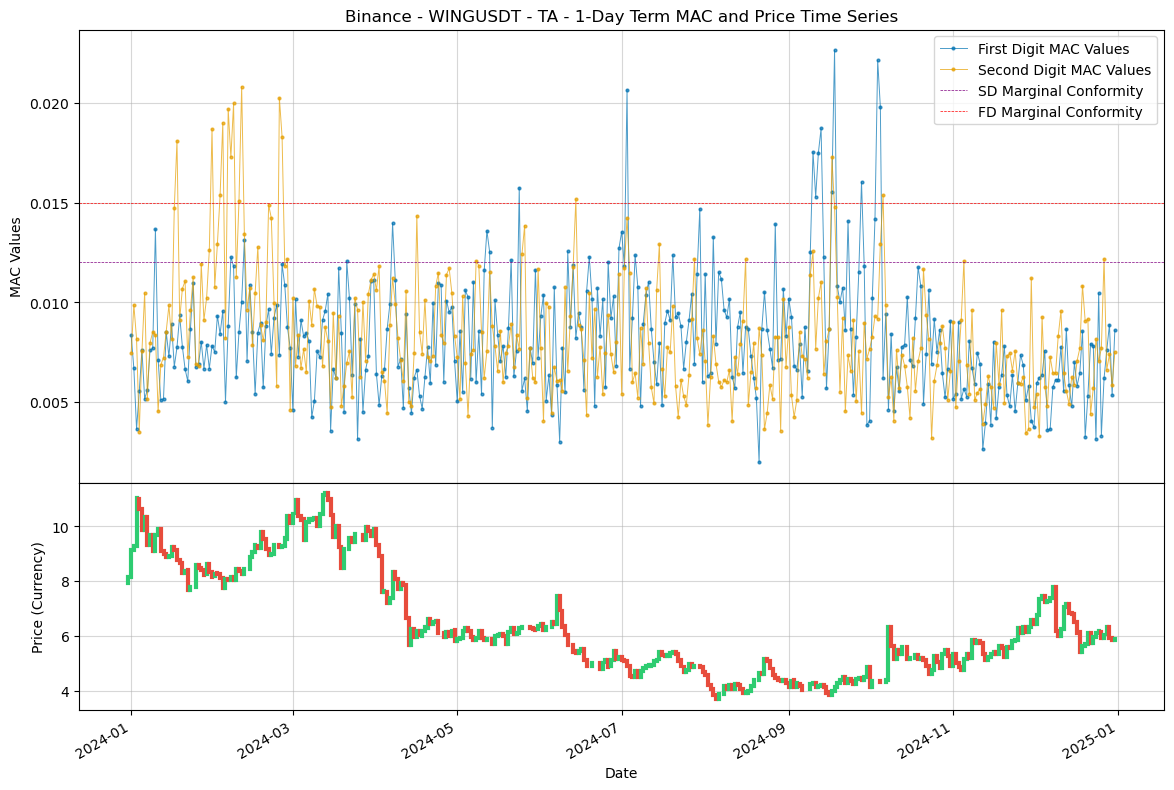 Binance - WINGUSDT - TA - 1-Day Term MAC and Price Time Series
First Digit MAC Values
Second Digit MAC Values
SD Marginal Conformity
FD Marginal Conformity
0.020
0.015
0.010
0.005
MAC Values
10
8
6
4
Price (Currency)
2024-01
2024-03
2024-05
2024-07
2024-09
2024-11
2025-01
Date